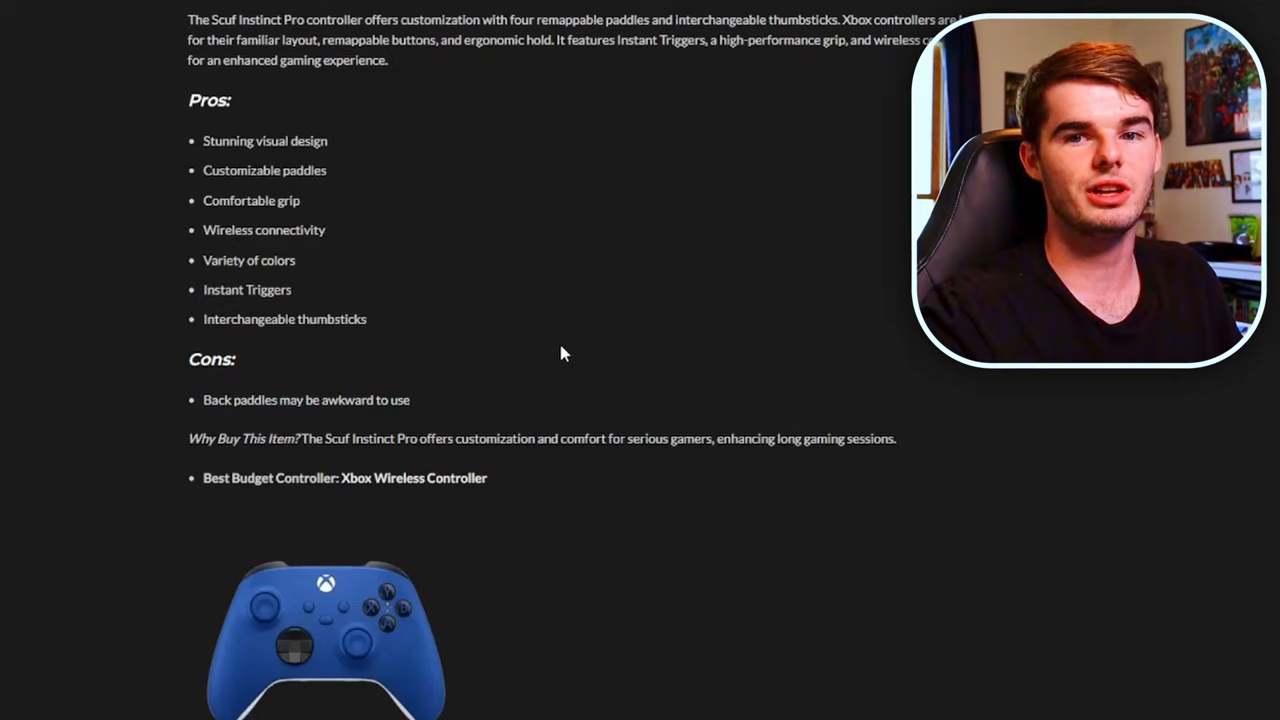 The Scuf Instinct Pro controller offers customization with four remappable paddles and interchangeable thumbsticks. Xbox controllers are
for their familiar layout, remappable buttons, and ergonomic hold. It features Instant Triggers, a high-performance grip, and wireless
for an enhanced gaming experience.
Pros:
• Stunning visual design
• Customizable paddles
• Comfortable grip
• Wireless connectivity
• Variety of colors
• Instant Triggers
• Interchangeable thumbsticks
Cons:
• Back paddles may be awkward to use
Why Buy This Item? The Scuf Instinct Pro offers customization and comfort for serious gamers, enhancing long gaming sessions.
• Best Budget Controller: Xbox Wireless Controller
Y
X B
A